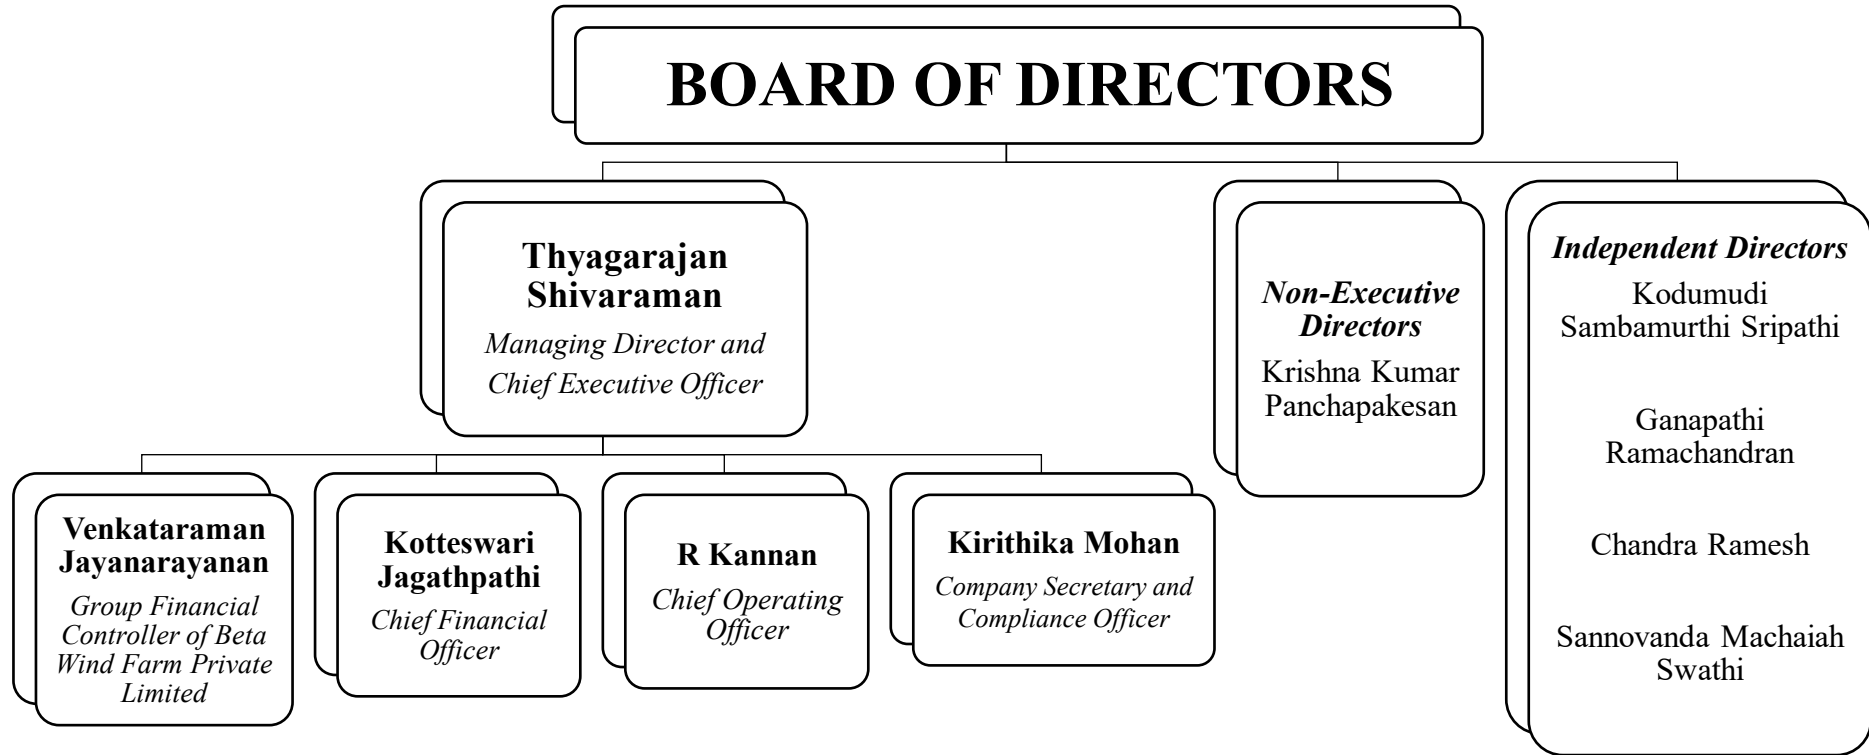 BOARD OF DIRECTORS
Thyagarajan
Shivaraman
Managing Director and
Chief Executive Officer
Non-Executive
Directors
Krishna Kumar
Panchapakesan
Independent Directors
Kodumudi
Sambamurthi Sripathi
Ganapathi
Ramachandran
Chandra Ramesh
Sannovanda Machaiah
Swathi
Venkataraman
Jayanarayanan
Group Financial
Controller of Beta
Wind Farm Private
Limited
Kotteswari
Jagathpathi
Chief Financial
Officer
R Kannan
Chief Operating
Officer
Kirithika Mohan
Company Secretary and
Compliance Officer